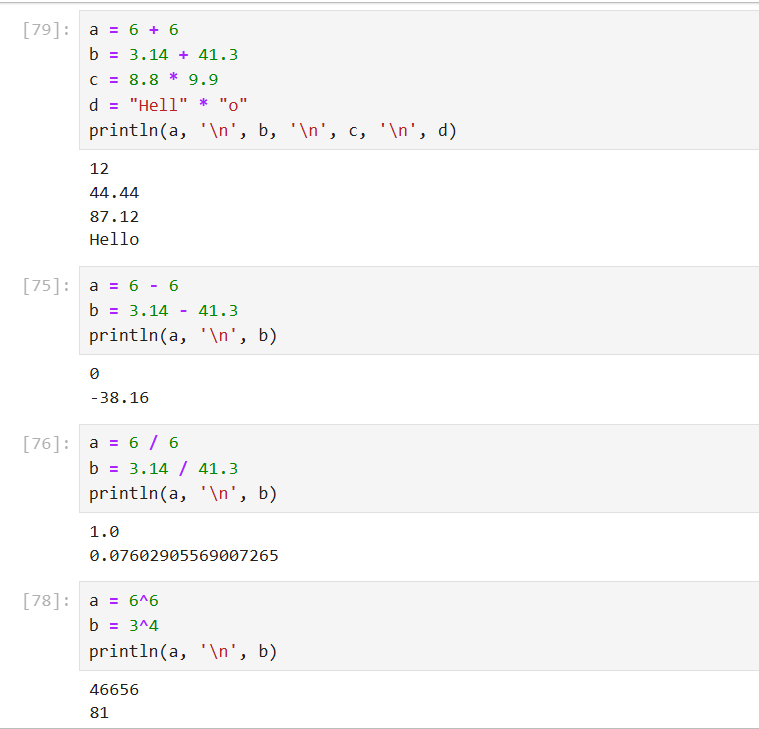 [79]: a = 6 + 6
b = 3.14 + 41.3
c = 8.8 * 9.9
d = "Hell" * "o"
println(a, '\n', b, '\n', c, '\n', d)
12
44.44
87.12
Hello
[75]: a = 6 - 6
b = 3.14 - 41.3
println(a, '\n', b)
0
-38.16
[76]: a = 6 / 6
b = 3.14 / 41.3
println(a, '\n', b)
1.0
0.07602905569007265
[78]: a = 6^6
b = 3^4
println(a, '\n', b)
46656
81